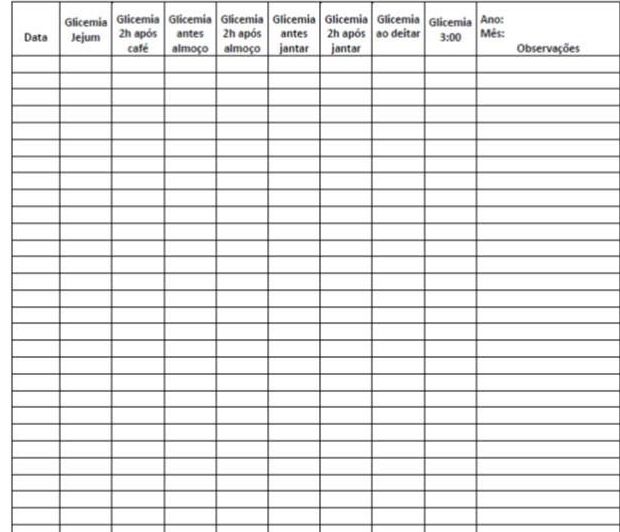 Data
Glicemia
Jejum
Glicemia
2h após
café
Glicemia
antes
almoço
Glicemia
2h após
almoço
Glicemia
antes
jantar
Glicemia
2h após
jantar
Glicemia
ao deitar
Glicemia
3:00
Ano:
Mês:
Observações